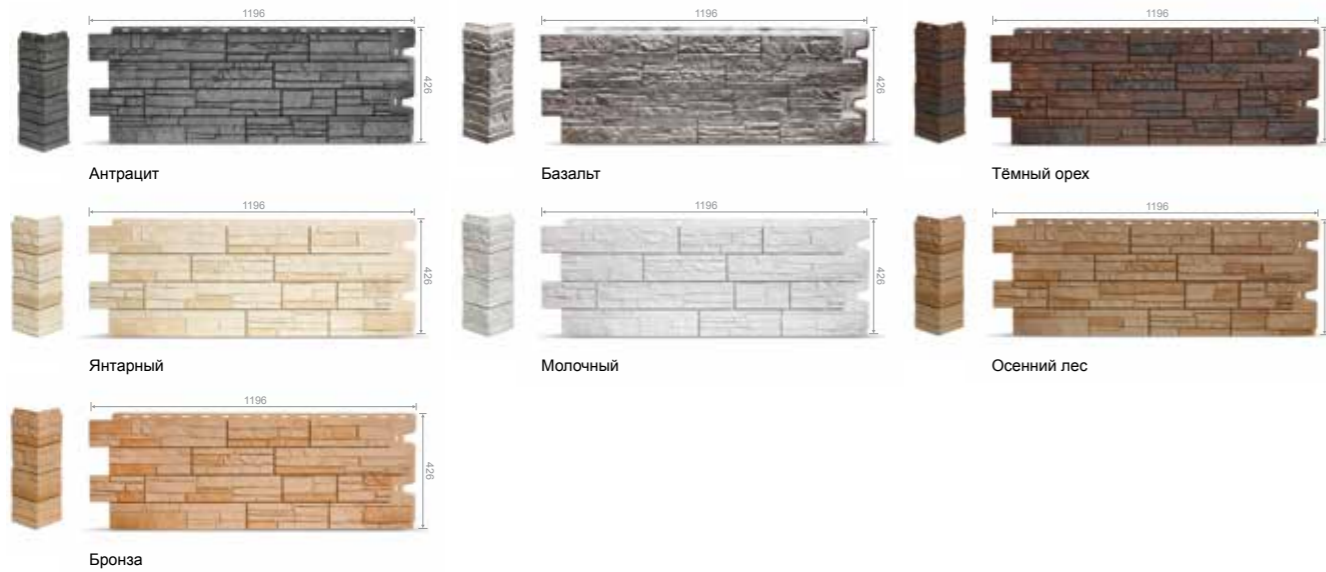 1196
426
Антрацит
1196
Базальт
1196
Тёмный орех
1196
426
Янтарный
1196
426
Молочный
1196
Осенний лес
1196
426
Бронза